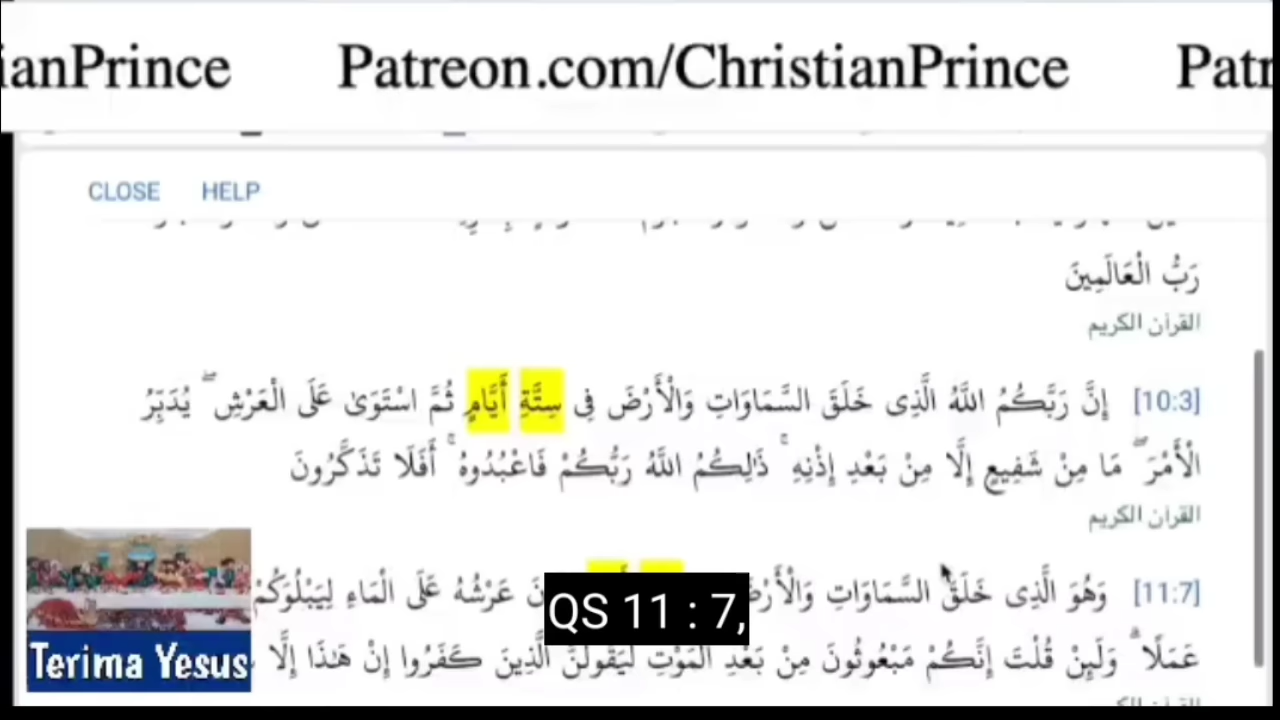 ianPrince Patreon.com/ChristianPrince Patr
CLOSE HELP
رَبُّ الْعَالَمِينَ
القرآن الكريم
[10:3] إِنَّ رَبَّكُمُ اللَّهُ الَّذِى خَلَقَ السَّمَاوَاتِ وَالْأَرْضَ فِى سِتَّةِ أَيَّامٍ ثُمَّ اسْتَوَىٰ عَلَى الْعَرْشِ ۖ يُدَبِّرُ
الْأَمْرَ ۖ مَا مِنْ شَفِيعٍ إِلَّا مِنْ بَعْدِ إِذْنِهِ ۚ ذَٰلِكُمُ اللَّهُ رَبُّكُمْ فَاعْبُدُوهُ ۚ أَفَلَا تَذَكَّرُونَ
القرآن الكريم
[11:7] وَهُوَ الَّذِى خَلَقَ السَّمَاوَاتِ وَالْأَرْضَ عَرْشُهُ عَلَى الْمَاءِ لِيَبْلُوَكُمْ
QS 11 : 7,
عَمَلًا ۗ وَلَئِنْ قُلْتَ إِنَّكُمْ مَبْعُوثُونَ مِنْ بَعْدِ الْمَوْتِ لَيَقُولَنَّ الَّذِينَ كَفَرُوا إِنْ هَٰذَا إِلَّا
Terima Yesus